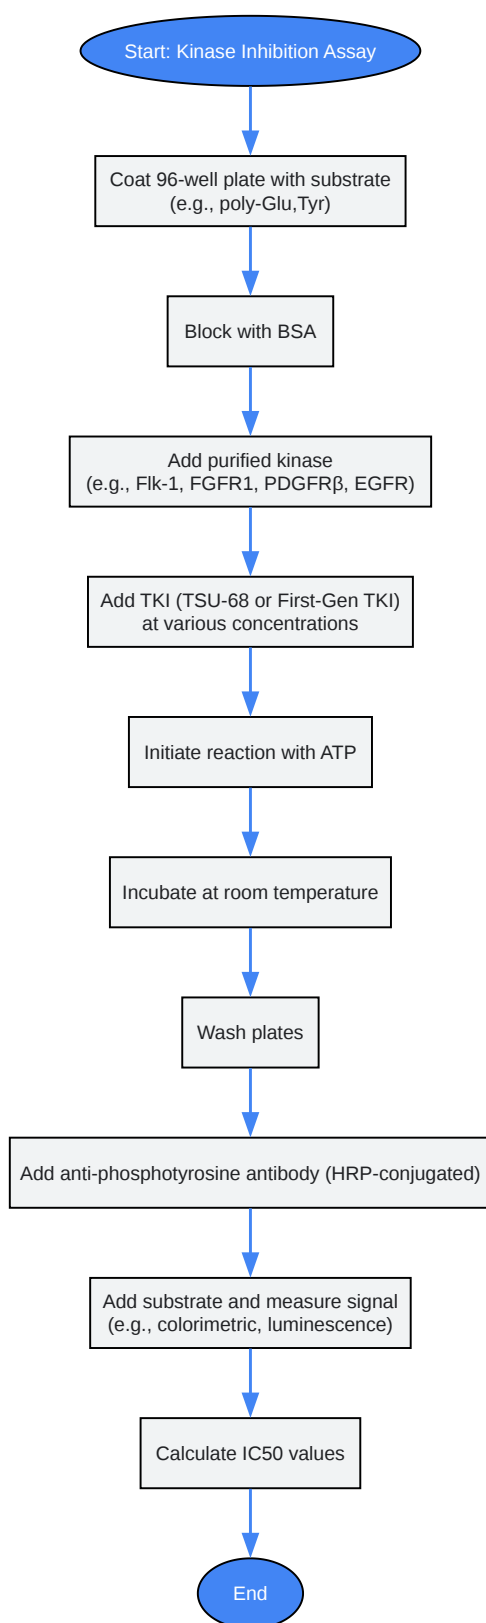 Start: Kinase Inhibition Assay
Coat 96-well plate with substrate
(e.g., poly-Glu,Tyr)
Block with BSA
Add purified kinase
(e.g., Flk-1, FGFR1, PDGFRβ, EGFR)
Add TKI (TSU-68 or First-Gen TKI)
at various concentrations
Initiate reaction with ATP
Incubate at room temperature
Wash plates
Add anti-phosphotyrosine antibody (HRP-conjugated)
Add substrate and measure signal
(e.g., colorimetric, luminescence)
Calculate IC50 values
End